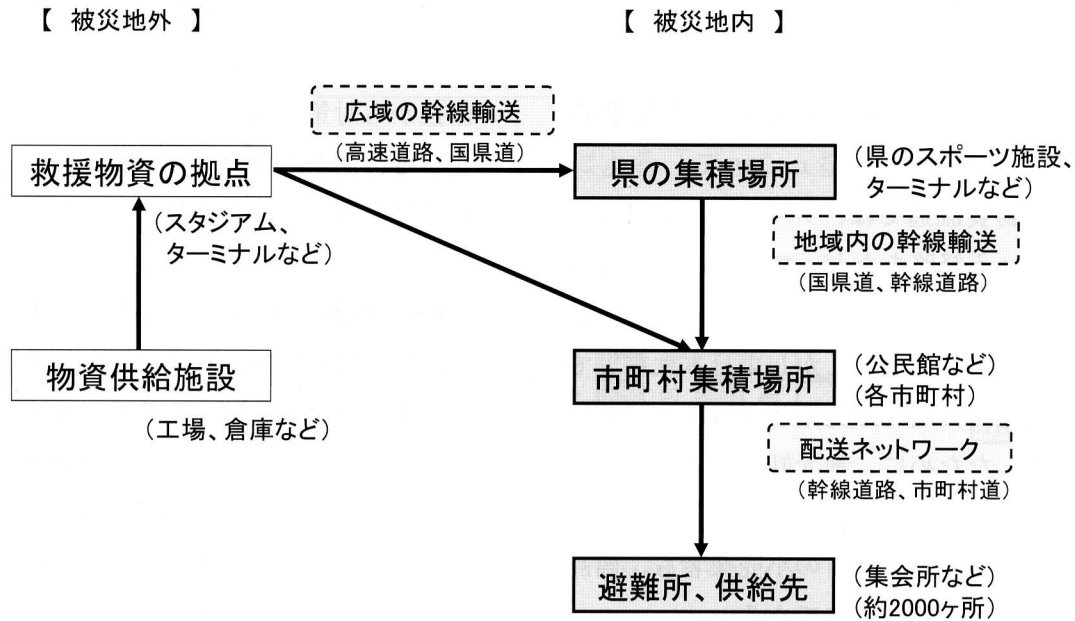 【 被災地外 】
【 被災地内 】
広域の幹線輸送
(高速道路、国県道)
救援物資の拠点
(スタジアム、
ターミナルなど)
県の集積場所
(県のスポーツ施設、
ターミナルなど)
地域内の幹線輸送
(国県道、幹線道路)
物資供給施設
(工場、倉庫など)
市町村集積場所
(公民館など)
(各市町村)
配送ネットワーク
(幹線道路、市町村道)
避難所、供給先
(集会所など)
(約2000ヶ所)